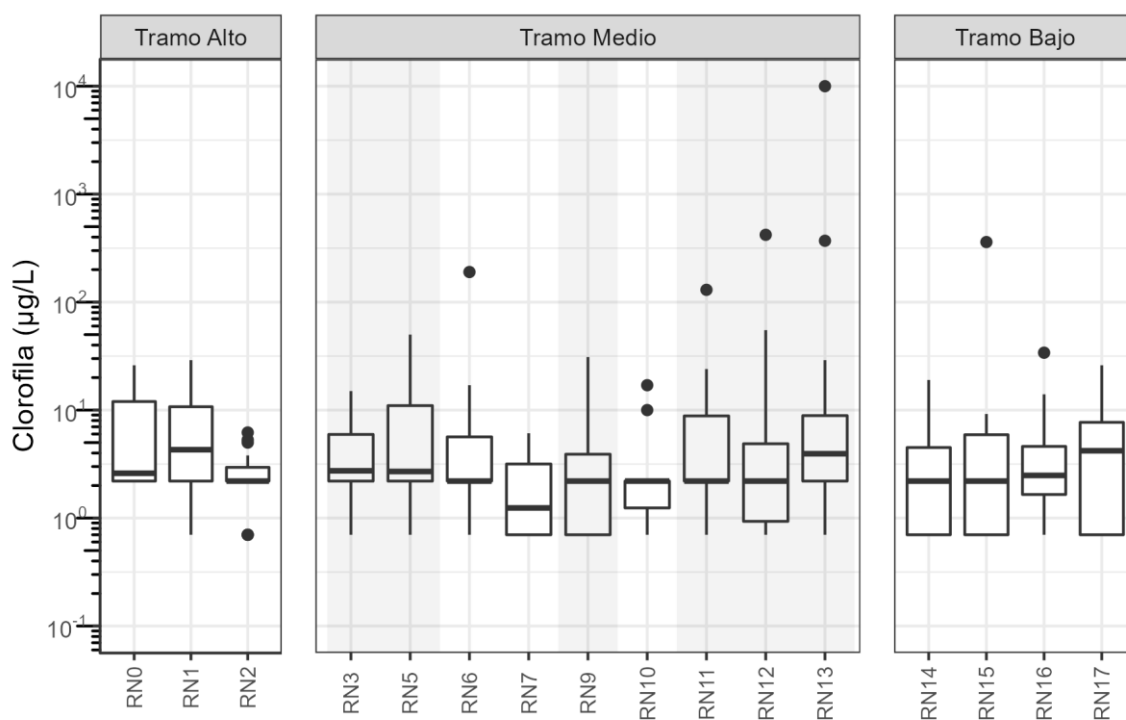 Tramo Alto
Tramo Medio
Tramo Bajo
Clorofila (µg/L)
10⁴
10³
10²
10¹
10⁰
10⁻¹
RN0
RN1
RN2
RN3
RN5
RN6
RN7
RN9
RN10
RN11
RN12
RN13
RN14
RN15
RN16
RN17